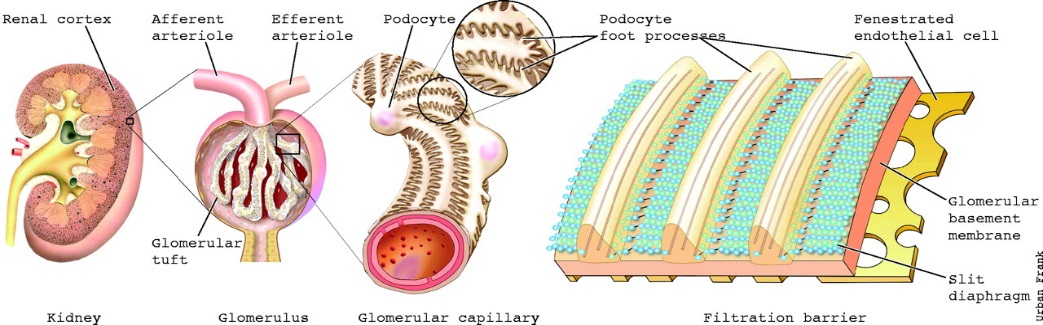 Renal cortex
Afferent
arteriole
Efferent
arteriole
Podocyte
Podocyte
foot processes
Fenestrated
endothelial cell
Glomerular
tuft
Glomerular
basement
membrane
Slit
diaphragm
Urban Frank
Kidney
Glomerulus
Glomerular capillary
Filtration barrier